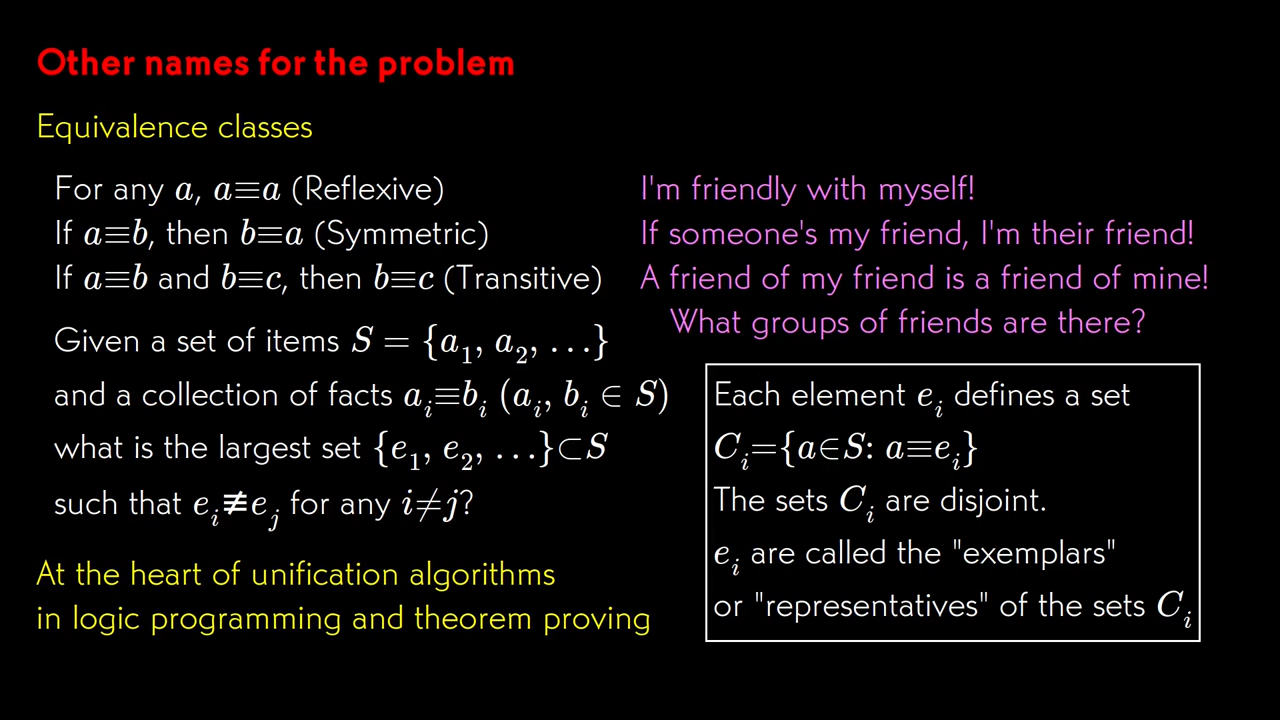 Other names for the problem
Equivalence classes
For any a, a≡a (Reflexive)
If a≡b, then b≡a (Symmetric)
If a≡b and b≡c, then b≡c (Transitive)
I'm friendly with myself!
If someone's my friend, I'm their friend!
A friend of my friend is a friend of mine!
What groups of friends are there?
Given a set of items S = {a₁, a₂, ...}
and a collection of facts aᵢ≡bᵢ (aᵢ, bᵢ ∈ S)
what is the largest set {e₁, e₂, ...}⊂S
such that eᵢ≢eⱼ for any i≠j?
Each element eᵢ defines a set
Cᵢ={a∈S: a≡eᵢ}
The sets Cᵢ are disjoint.
eᵢ are called the "exemplars"
or "representatives" of the sets Cᵢ
At the heart of unification algorithms
in logic programming and theorem proving